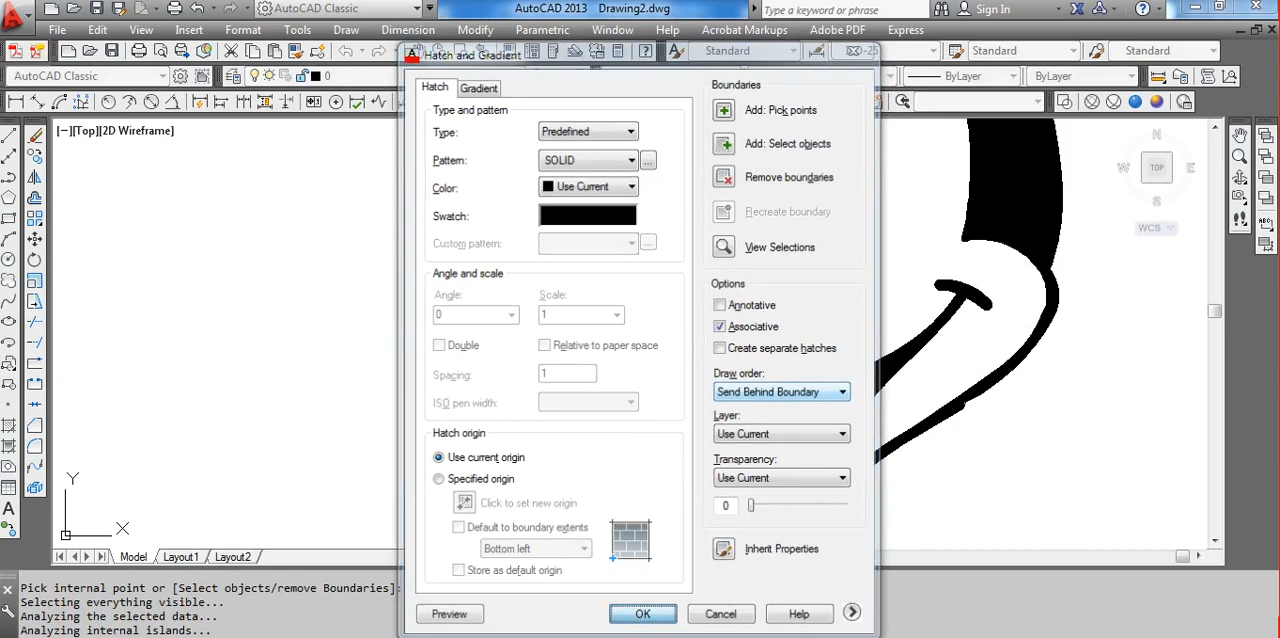 AutoCAD Classic
AutoCAD 2013 Drawing2.dwg
Type a keyword or phrase
Sign In
File Edit View Insert Format Tools Draw Dimension Modify Parametric Window Help Acrobat Markups Adobe PDF Express
Standard
-25
Standard
Standard
AutoCAD Classic
0
ByLayer
ByLayer
[−][Top][2D Wireframe]
Hatch and Gradient
Hatch
Gradient
Type and pattern
Type: Predefined
Pattern: SOLID ...
Color: Use Current
Swatch:
Custom pattern: ...
Angle and scale
Angle: Scale:
0 1
Double Relative to paper space
Spacing: 1
ISO pen width:
Hatch origin
Use current origin
Specified origin
Click to set new origin
Default to boundary extents
Bottom left
Store as default origin
Boundaries
Add: Pick points
Add: Select objects
Remove boundaries
Recreate boundary
View Selections
Options
Annotative
Associative
Create separate hatches
Draw order:
Send Behind Boundary
Layer:
Use Current
Transparency:
Use Current
0
Inherit Properties
Preview OK Cancel Help
N
W TOP E
S
WCS
Y
X
A
Model Layout1 Layout2
Pick internal point or [Select objects/remove Boundaries]:
Selecting everything visible...
Analyzing the selected data...
Analyzing internal islands...